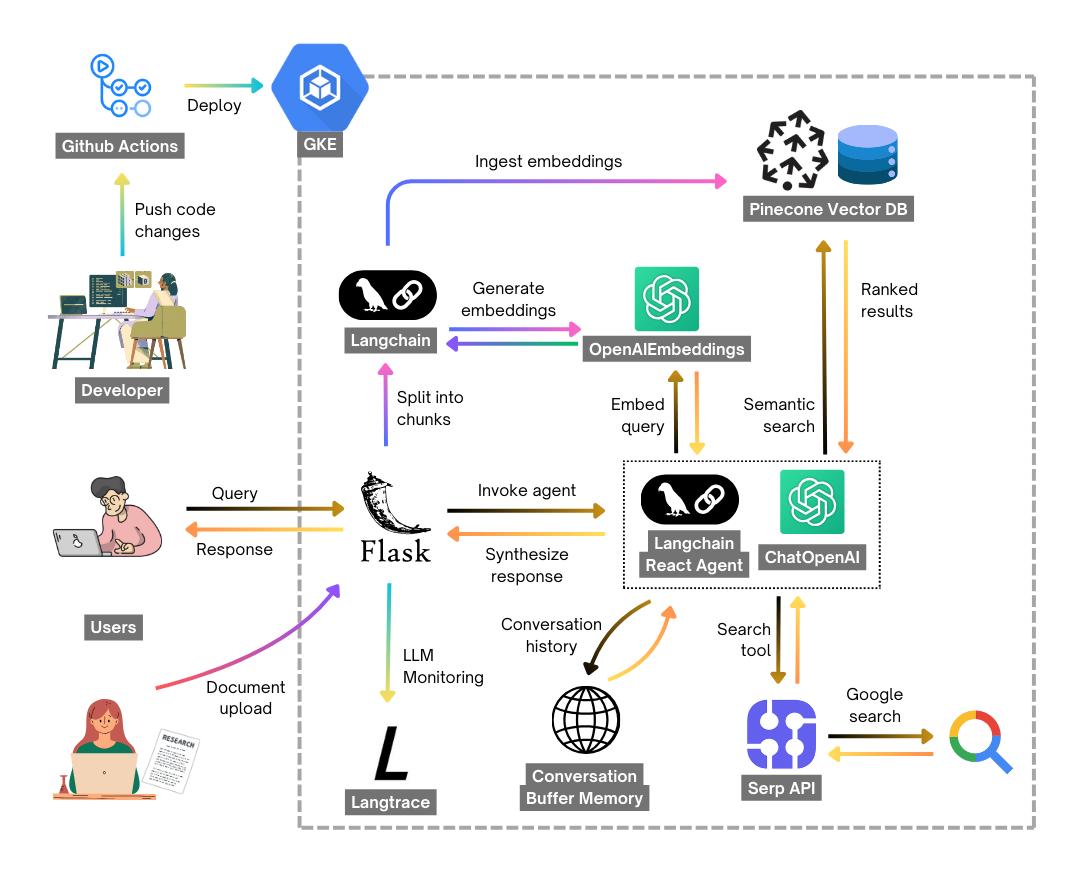 Deploy
Github Actions
GKE
Ingest embeddings
Pinecone Vector DB
Push code
changes
Developer
Langchain
Generate
embeddings
OpenAIEmbeddings
Ranked
results
Split into
chunks
Embed
query
Semantic
search
Query
Response
Flask
Invoke agent
Synthesize
response
Langchain
React Agent
ChatOpenAI
Users
Document
upload
RESEARCH
LLM
Monitoring
Langtrace
L
Conversation
history
Conversation
Buffer Memory
Search
tool
Serp API
Google
search